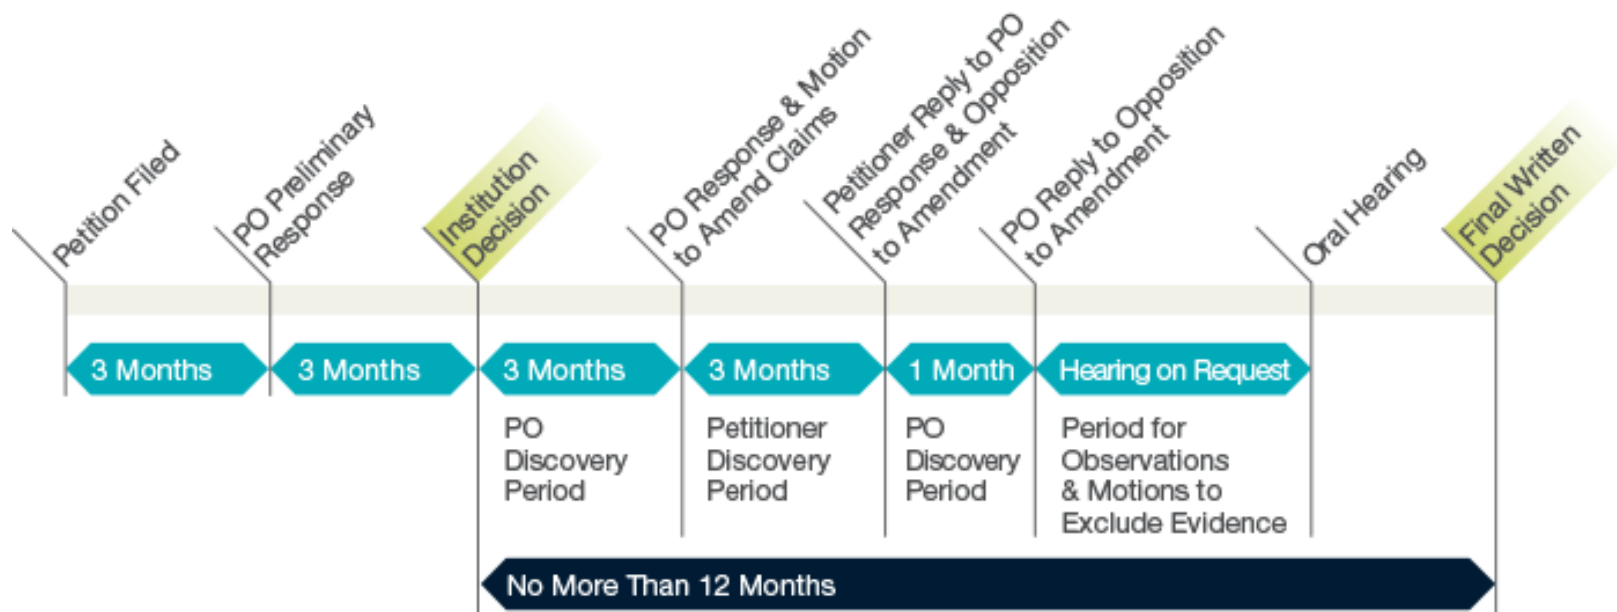 Petition Filed
PO Preliminary
Response
Institution
Decision
PO Response & Motion
to Amend Claims
Petitioner Reply to PO
Response & Opposition
to Amendment
PO Reply to Opposition
to Amendment
Oral Hearing
Final Written
Decision
3 Months
3 Months
3 Months
3 Months
1 Month
Hearing on Request
PO
Discovery
Period
Petitioner
Discovery
Period
PO
Discovery
Period
Period for
Observations
& Motions to
Exclude Evidence
No More Than 12 Months